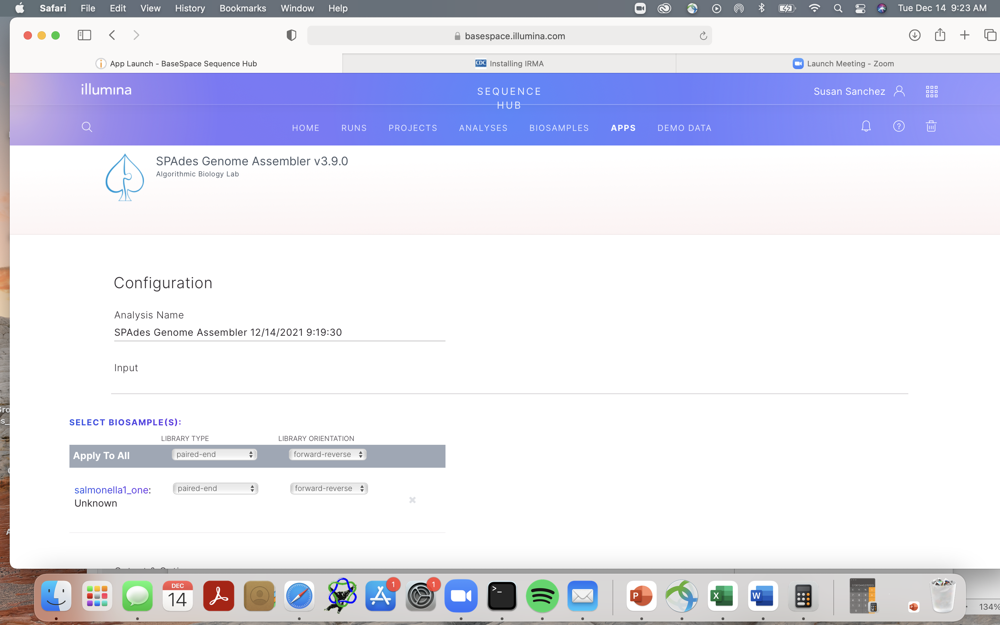 Safari File Edit View History Bookmarks Window Help Tue Dec 14 9:23 AM
basespace.illumina.com
App Launch - BaseSpace Sequence Hub
CDC Installing IRMA
Launch Meeting - Zoom
illumina
SEQUENCE
HUB
Susan Sanchez
HOME RUNS PROJECTS ANALYSES BIOSAMPLES APPS DEMO DATA
SPAdes Genome Assembler v3.9.0
Algorithmic Biology Lab
Configuration
Analysis Name
SPAdes Genome Assembler 12/14/2021 9:19:30
Input
SELECT BIOSAMPLE(S):
LIBRARY TYPE LIBRARY ORIENTATION
Apply To All paired-end forward-reverse
salmonella1_one: paired-end forward-reverse
Unknown
DEC
14
1
1
P
X
W
134%